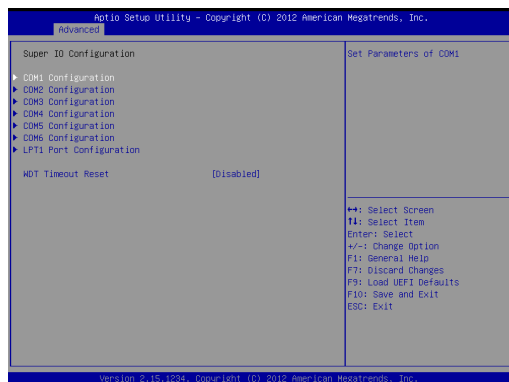 Aptio Setup Utility – Copyright (C) 2012 American Megatrends, Inc.
Advanced
Super IO Configuration
COM1 Configuration
COM2 Configuration
COM3 Configuration
COM4 Configuration
COM5 Configuration
COM6 Configuration
LPT1 Port Configuration
WDT Timeout Reset [Disabled]
Set Parameters of COM1
↔: Select Screen
↑↓: Select Item
Enter: Select
+/-: Change Option
F1: General Help
F7: Discard Changes
F9: Load UEFI Defaults
F10: Save and Exit
ESC: Exit
Version 2.15.1234. Copyright (C) 2012 American Megatrends, Inc.